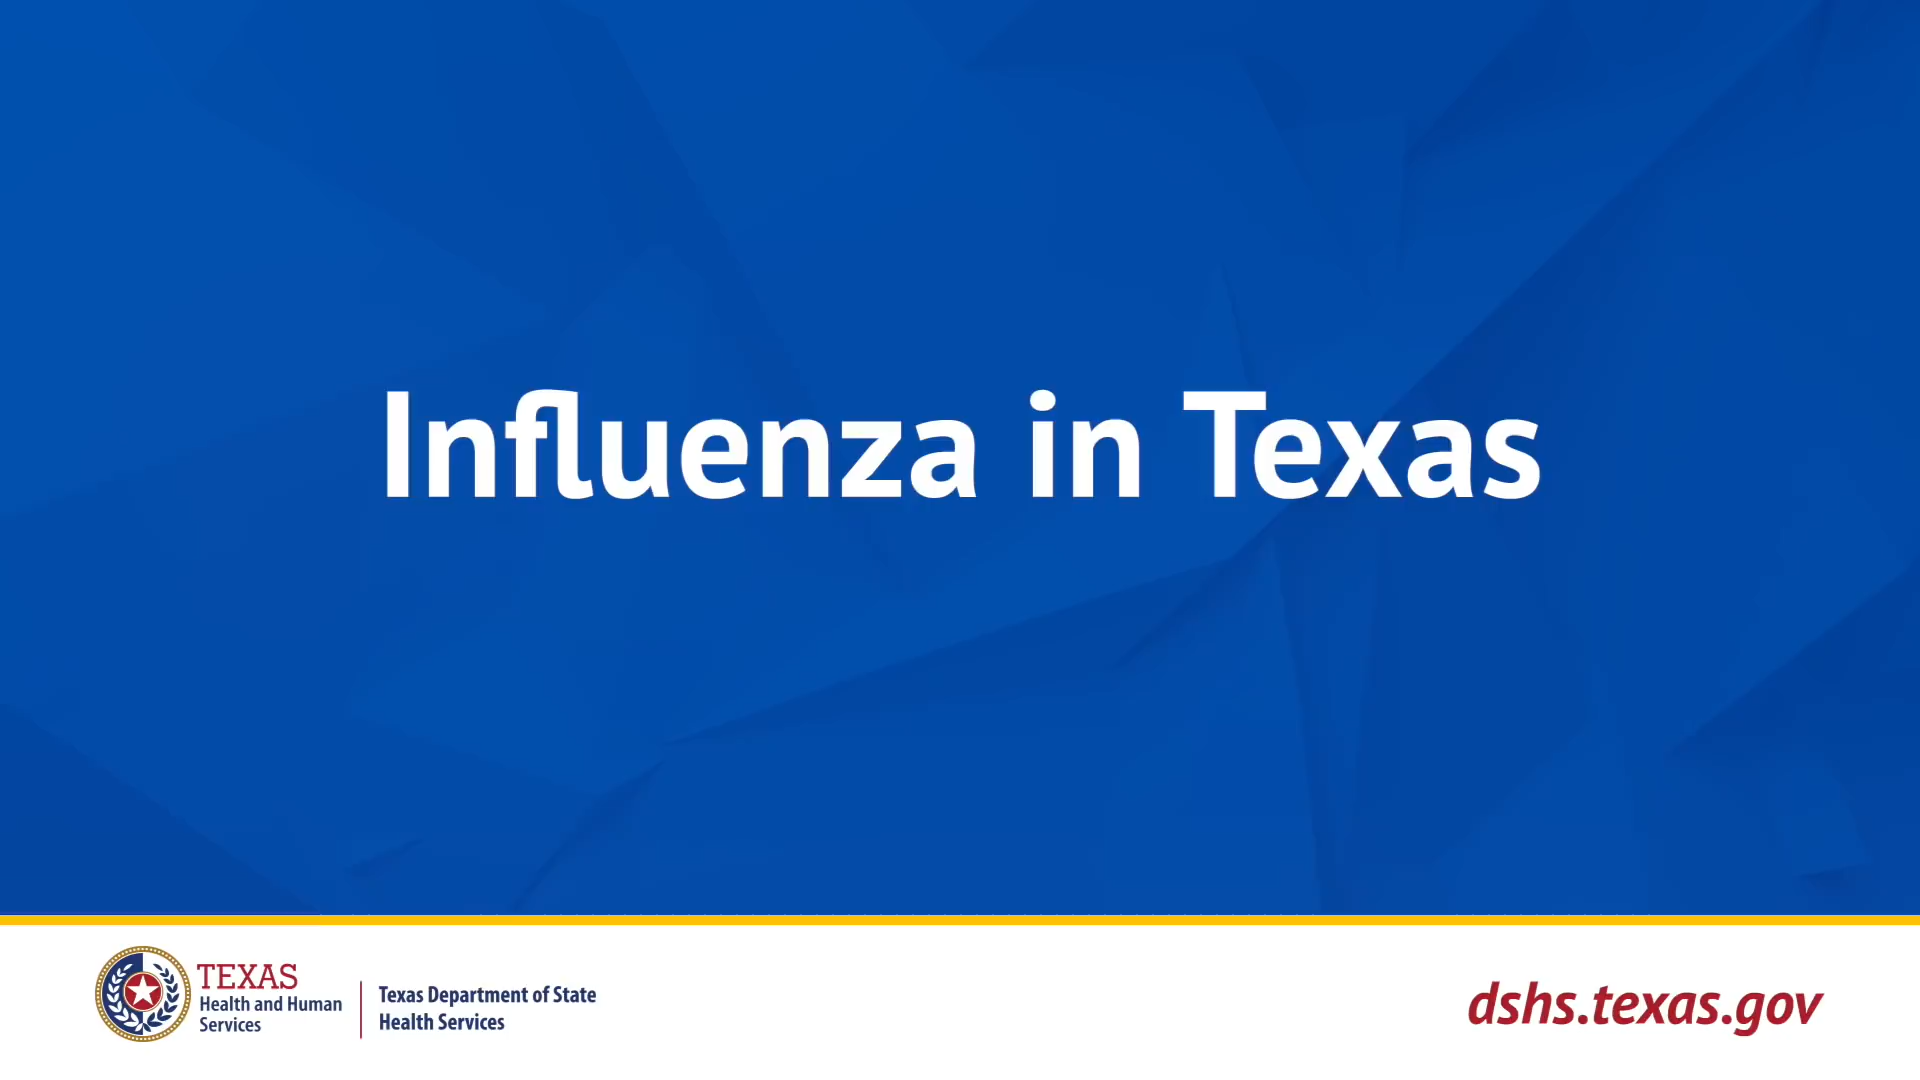 Influenza in Texas
TEXAS
Health and Human
Services
Texas Department of State
Health Services
dshs.texas.gov